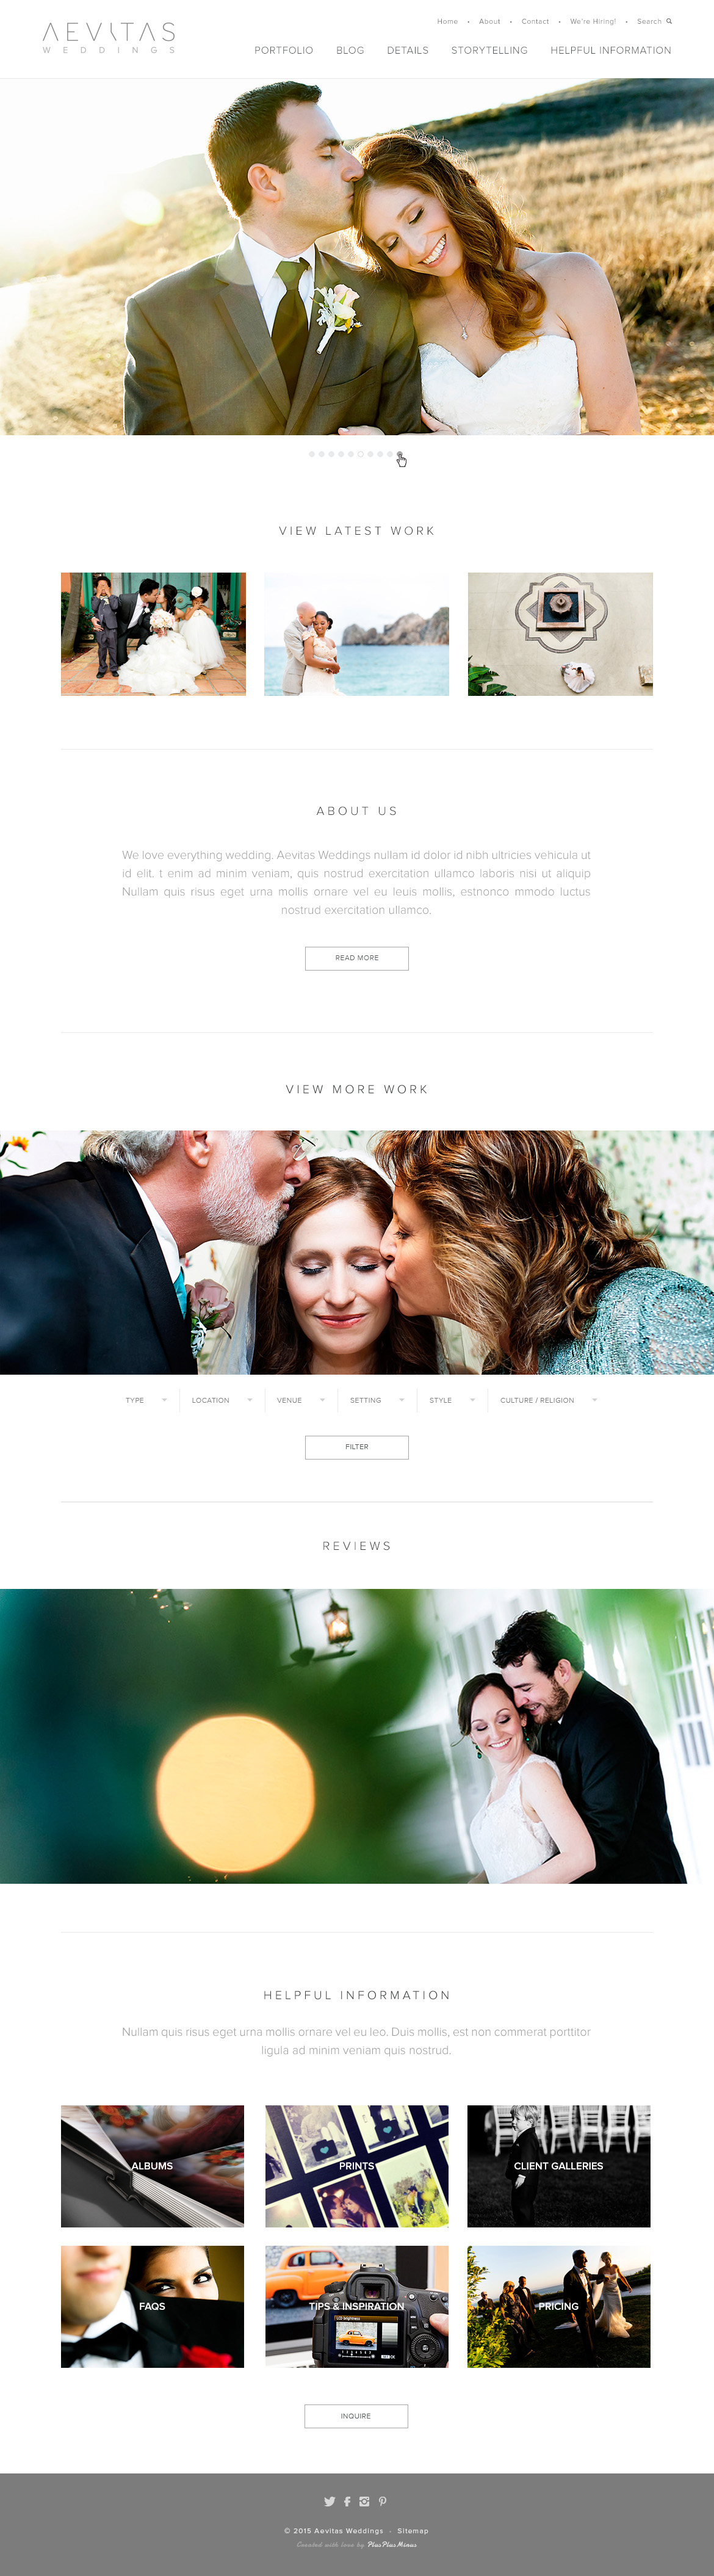 Home • About • Contact • We're Hiring! • Search
AEVITAS
WEDDINGS
PORTFOLIO BLOG DETAILS STORYTELLING HELPFUL INFORMATION
VIEW LATEST WORK
ABOUT US
We love everything wedding. Aevitas Weddings nullam id dolor id nibh ultricies vehicula ut
id elit. t enim ad minim veniam, quis nostrud exercitation ullamco laboris nisi ut aliquip
Nullam quis risus eget urna mollis ornare vel eu leuis mollis, estnonco mmodo luctus
nostrud exercitation ullamco.
READ MORE
VIEW MORE WORK
TYPE LOCATION VENUE SETTING STYLE CULTURE / RELIGION
FILTER
REVIEWS
HELPFUL INFORMATION
Nullam quis risus eget urna mollis ornare vel eu leo. Duis mollis, est non commerat porttitor
ligula ad minim veniam quis nostrud.
ALBUMS PRINTS CLIENT GALLERIES
FAQS TIPS & INSPIRATION PRICING
INQUIRE
© 2015 Aevitas Weddings • Sitemap
Created with love by PlusPlusMinus